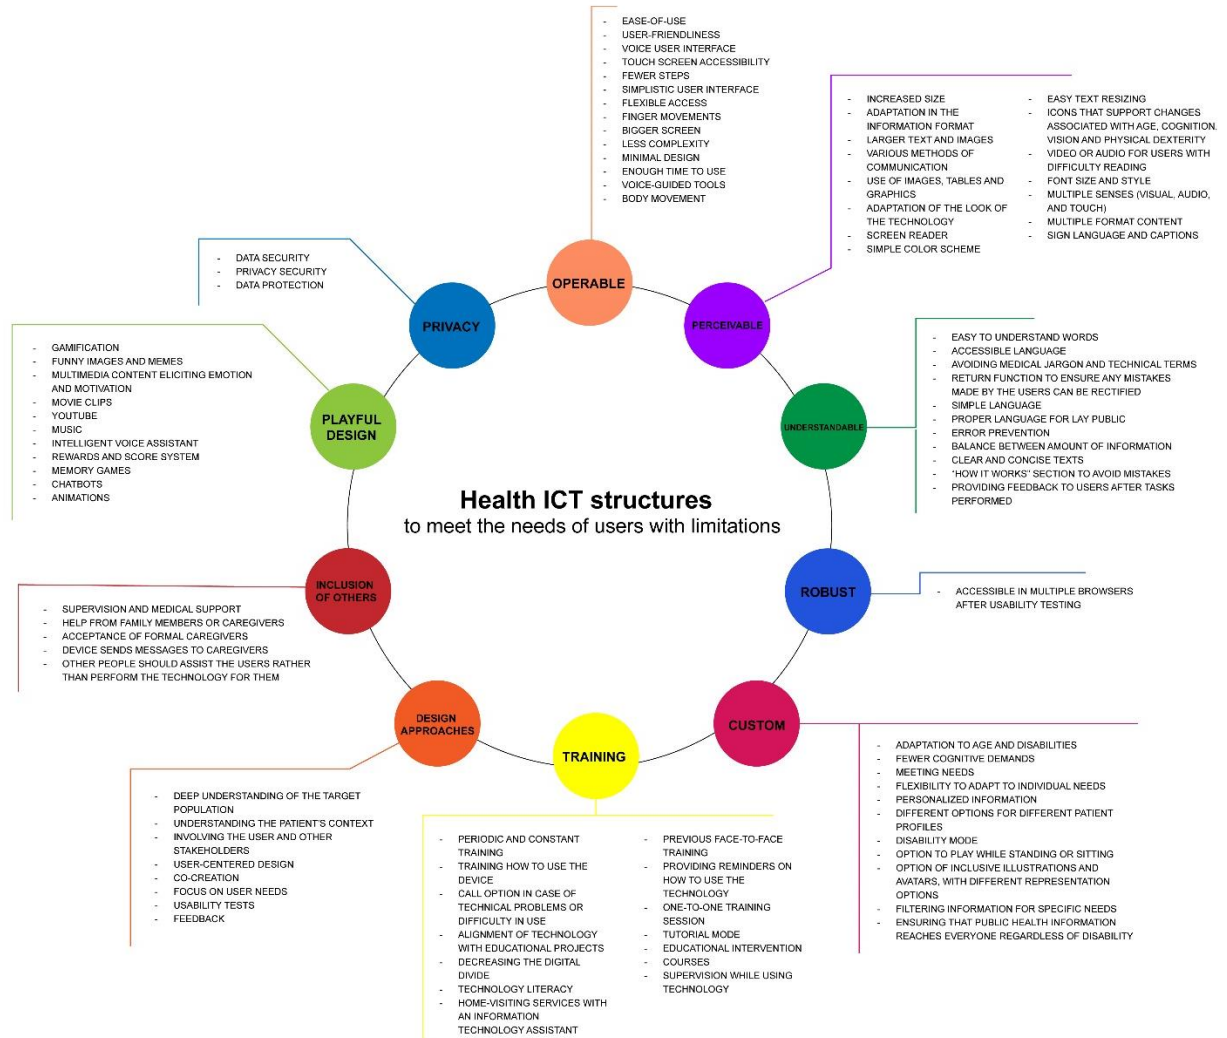 Health ICT structures
to meet the needs of users with limitations
OPERABLE
- EASE-OF-USE
- USER-FRIENDLINESS
- VOICE USER INTERFACE
- TOUCH SCREEN ACCESSIBILITY
- FEWER STEPS
- SIMPLISTIC USER INTERFACE
- FLEXIBLE ACCESS
- FINGER MOVEMENTS
- BIGGER SCREEN
- LESS COMPLEXITY
- MINIMAL DESIGN
- ENOUGH TIME TO USE
- VOICE-GUIDED TOOLS
- BODY MOVEMENT
PERCEIVABLE
- INCREASED SIZE
- ADAPTATION IN THE
INFORMATION FORMAT
- LARGER TEXT AND IMAGES
- VARIOUS METHODS OF
COMMUNICATION
- USE OF IMAGES, TABLES AND
GRAPHICS
- ADAPTATION OF THE LOOK OF
THE TECHNOLOGY
- SCREEN READER
- SIMPLE COLOR SCHEME
- EASY TEXT RESIZING
- ICONS THAT SUPPORT CHANGES
ASSOCIATED WITH AGE, COGNITION,
VISION AND PHYSICAL DEXTERITY
- VIDEO OR AUDIO FOR USERS WITH
DIFFICULTY READING
- FONT SIZE AND STYLE
- MULTIPLE SENSES (VISUAL, AUDIO,
AND TOUCH)
- MULTIPLE FORMAT CONTENT
- SIGN LANGUAGE AND CAPTIONS
UNDERSTANDABLE
- EASY TO UNDERSTAND WORDS
- ACCESSIBLE LANGUAGE
- AVOIDING MEDICAL JARGON AND TECHNICAL TERMS
- RETURN FUNCTION TO ENSURE ANY MISTAKES
MADE BY THE USERS CAN BE RECTIFIED
- SIMPLE LANGUAGE
- PROPER LANGUAGE FOR LAY PUBLIC
- ERROR PREVENTION
- BALANCE BETWEEN AMOUNT OF INFORMATION
- CLEAR AND CONCISE TEXTS
- "HOW IT WORKS" SECTION TO AVOID MISTAKES
- PROVIDING FEEDBACK TO USERS AFTER TASKS
PERFORMED
ROBUST
- ACCESSIBLE IN MULTIPLE BROWSERS
AFTER USABILITY TESTING
CUSTOM
- ADAPTATION TO AGE AND DISABILITIES
- FEWER COGNITIVE DEMANDS
- MEETING NEEDS
- FLEXIBILITY TO ADAPT TO INDIVIDUAL NEEDS
- PERSONALIZED INFORMATION
- DIFFERENT OPTIONS FOR DIFFERENT PATIENT
PROFILES
- DISABILITY MODE
- OPTION TO PLAY WHILE STANDING OR SITTING
- OPTION OF INCLUSIVE ILLUSTRATIONS AND
AVATARS, WITH DIFFERENT REPRESENTATION
OPTIONS
- FILTERING INFORMATION FOR SPECIFIC NEEDS
- ENSURING THAT PUBLIC HEALTH INFORMATION
REACHES EVERYONE REGARDLESS OF DISABILITY
TRAINING
- PERIODIC AND CONSTANT
TRAINING
- TRAINING HOW TO USE THE
DEVICE
- CALL OPTION IN CASE OF
TECHNICAL PROBLEMS OR
DIFFICULTY IN USE
- ALIGNMENT OF TECHNOLOGY
WITH EDUCATIONAL PROJECTS
- DECREASING THE DIGITAL
DIVIDE
- TECHNOLOGY LITERACY
- HOME-VISITING SERVICES WITH
AN INFORMATION
TECHNOLOGY ASSISTANT
- PREVIOUS FACE-TO-FACE
TRAINING
- PROVIDING REMINDERS ON
HOW TO USE THE
TECHNOLOGY
- ONE-TO-ONE TRAINING
SESSION
- TUTORIAL MODE
- EDUCATIONAL INTERVENTION
- COURSES
- SUPERVISION WHILE USING
TECHNOLOGY
DESIGN
APPROACHES
- DEEP UNDERSTANDING OF THE TARGET
POPULATION
- UNDERSTANDING THE PATIENT'S CONTEXT
- INVOLVING THE USER AND OTHER
STAKEHOLDERS
- USER-CENTERED DESIGN
- CO-CREATION
- FOCUS ON USER NEEDS
- USABILITY TESTS
- FEEDBACK
INCLUSION
OF OTHERS
- SUPERVISION AND MEDICAL SUPPORT
- HELP FROM FAMILY MEMBERS OR CAREGIVERS
- ACCEPTANCE OF FORMAL CAREGIVERS
- DEVICE SENDS MESSAGES TO CAREGIVERS
- OTHER PEOPLE SHOULD ASSIST THE USERS RATHER
THAN PERFORM THE TECHNOLOGY FOR THEM
PLAYFUL
DESIGN
- GAMIFICATION
- FUNNY IMAGES AND MEMES
- MULTIMEDIA CONTENT ELICITING EMOTION
AND MOTIVATION
- MOVIE CLIPS
- YOUTUBE
- MUSIC
- INTELLIGENT VOICE ASSISTANT
- REWARDS AND SCORE SYSTEM
- MEMORY GAMES
- CHATBOTS
- ANIMATIONS
PRIVACY
- DATA SECURITY
- PRIVACY SECURITY
- DATA PROTECTION